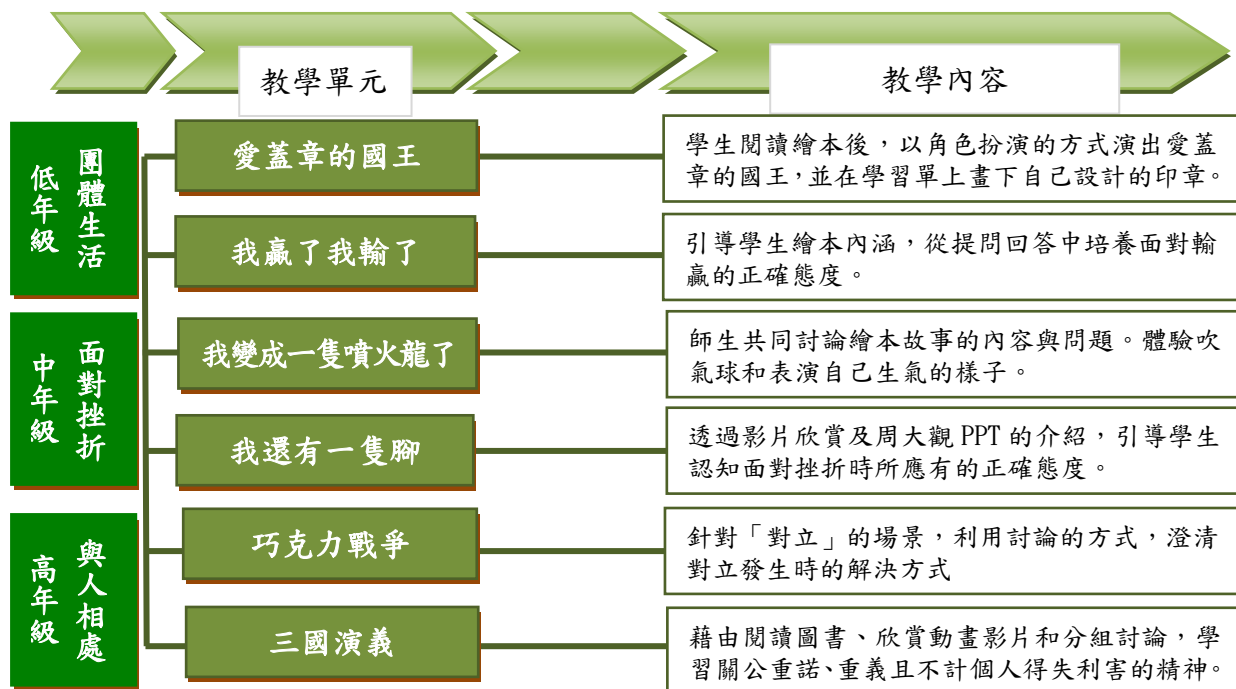 教學單元
教學內容
團體生活
低年級
愛蓋章的國王
學生閱讀繪本後，以角色扮演的方式演出愛蓋
章的國王，並在學習單上畫下自己設計的印章。
我贏了我輸了
引導學生繪本內涵，從提問回答中培養面對輸
贏的正確態度。
面對挫折
中年級
我變成一隻噴火龍了
師生共同討論繪本故事的內容與問題。體驗吹
氣球和表演自己生氣的樣子。
我還有一隻腳
透過影片欣賞及周大觀 PPT 的介紹，引導學生
認知面對挫折時所應有的正確態度。
與人相處
高年級
巧克力戰爭
針對「對立」的場景，利用討論的方式，澄清
對立發生時的解決方式
三國演義
藉由閱讀圖書、欣賞動畫影片和分組討論，學
習關公重諾、重義且不計個人得失利害的精神。